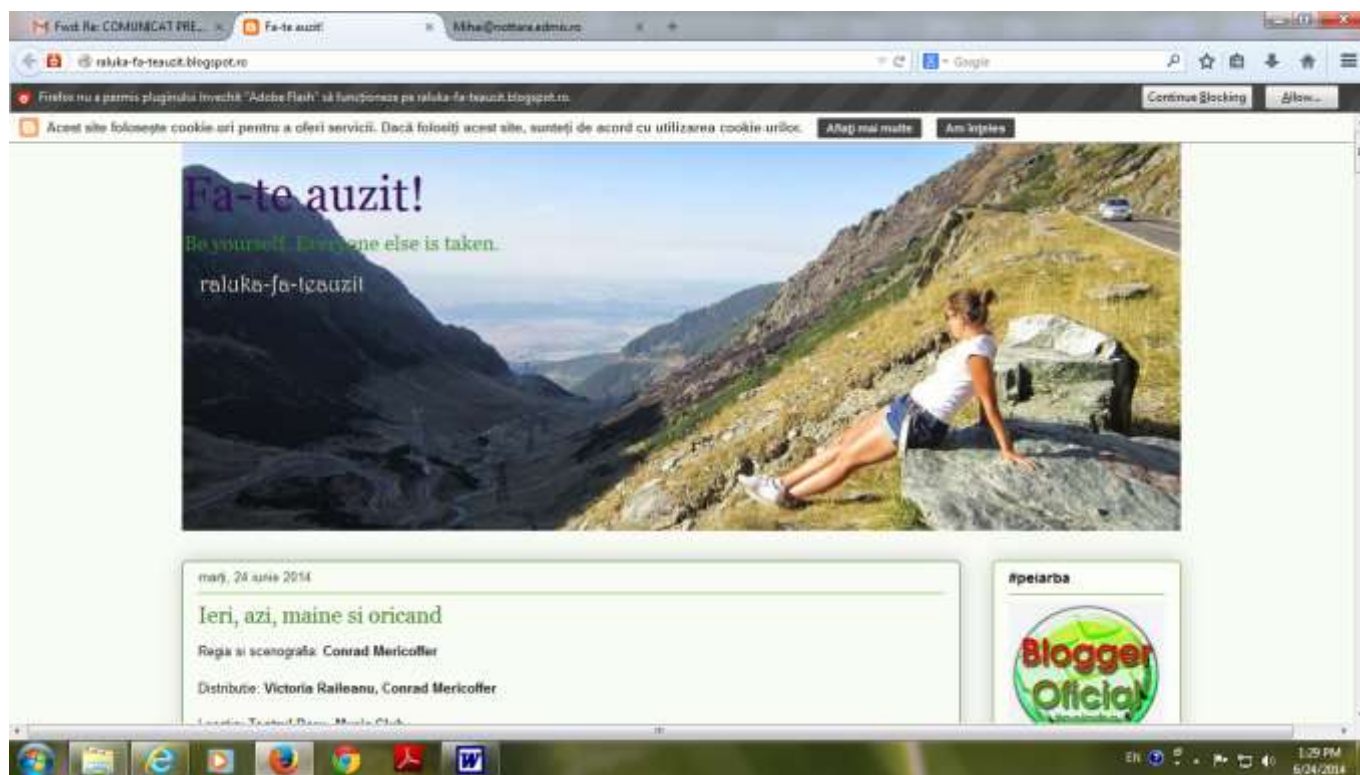 Fwd: Re: COMUNICAT PRE...
Fa-te auzit!
Mihai@nottara.admin.ro
raluka-fa-teauzit.blogspot.ro
Google
Firefox nu a permis pluginului învechit "Adobe Flash" să funcționeze pe raluka-fa-teauzit.blogspot.ro.
Continue Blocking
Allow...
Acest site folosește cookie-uri pentru a oferi servicii. Dacă folosiți acest site, sunteți de acord cu utilizarea cookie-urilor.
Aflați mai multe
Am înțeles
Fa-te auzit!
Be yourself. Everyone else is taken.
raluka-fa-teauzit
marți, 24 iunie 2014
Ieri, azi, maine si oricand
Regia si scenografia: Conrad Mericoffer
Distributie: Victoria Raileanu, Conrad Mericoffer
#peiarba
Blogger
Oficial
EN
1:29 PM
6/24/2014